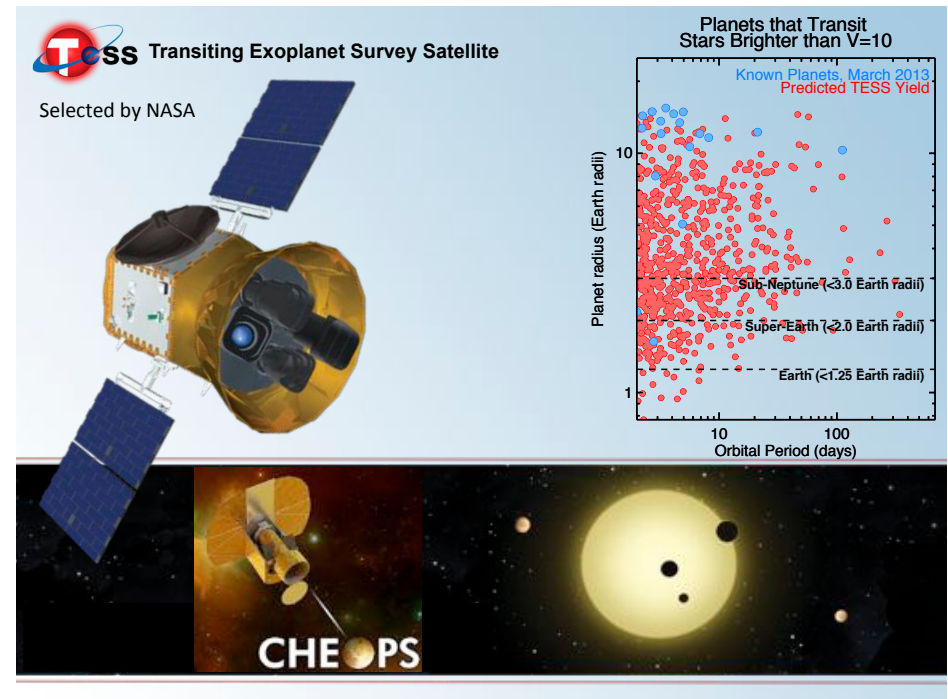 Tess Transiting Exoplanet Survey Satellite
Selected by NASA
Planets that Transit
Stars Brighter than V=10
Known Planets, March 2013
Predicted TESS Yield
10
Planet radius (Earth radii)
Sub-Neptune (<3.0 Earth radii)
Super-Earth (<2.0 Earth radii)
Earth (<1.25 Earth radii)
1
10 100
Orbital Period (days)
CHEOPS